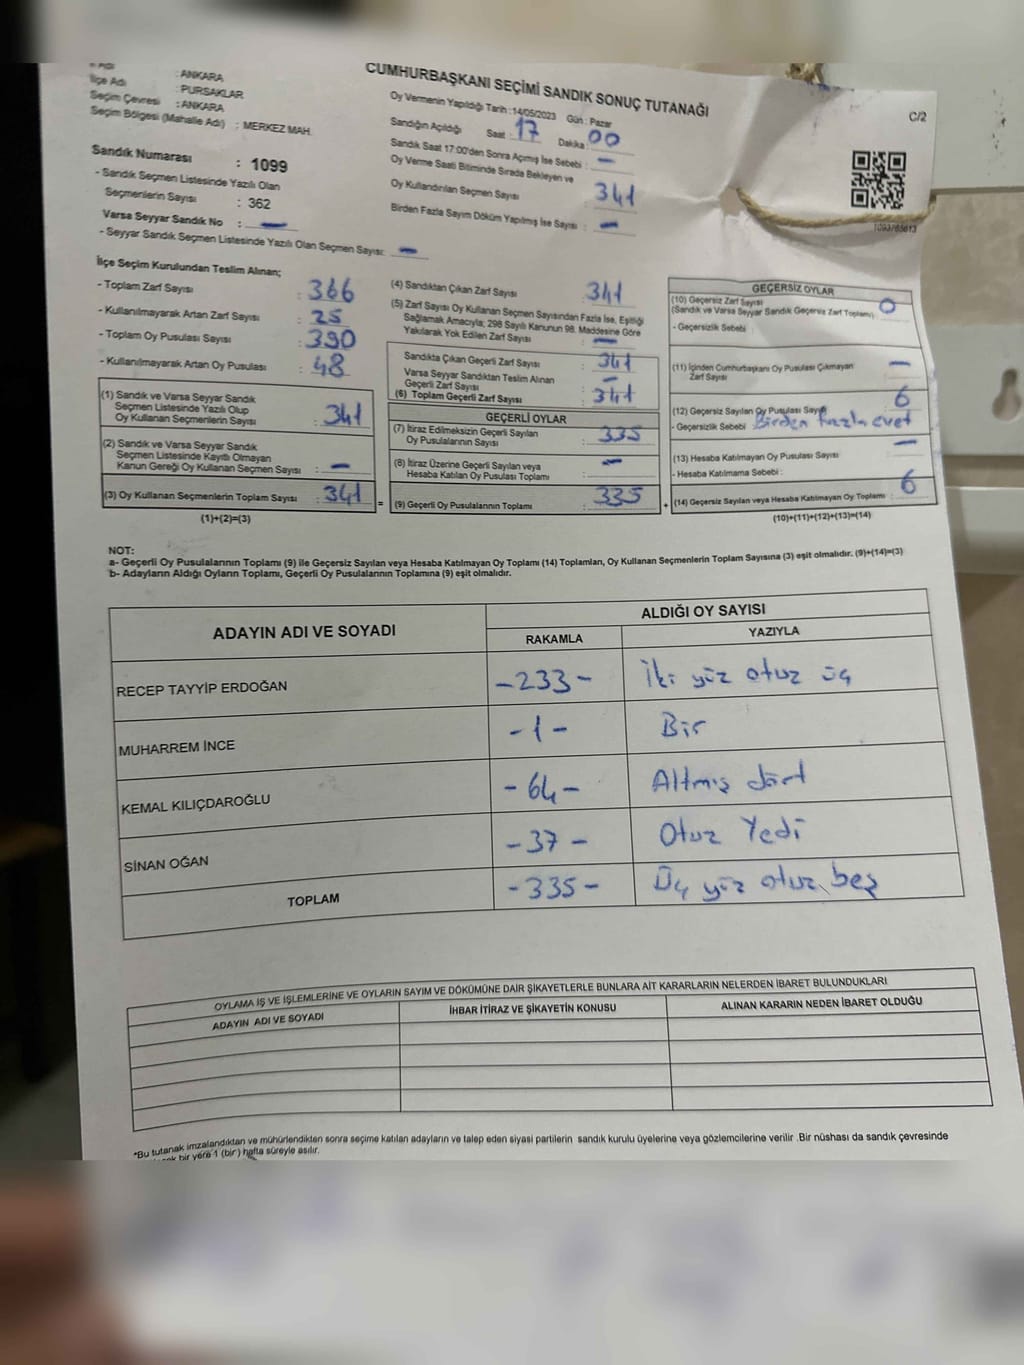 : ANKARA
İlçe Adı : PURSAKLAR
Seçim Çevresi : ANKARA
Seçim Bölgesi (Mahalle Adı) : MERKEZ MAH.
Sandık Numarası : 1099
- Sandık Seçmen Listesinde Yazılı Olan
Seçmenlerin Sayısı : 362
Varsa Seyyar Sandık No : -
- Seyyar Sandık Seçmen Listesinde Yazılı Olan Seçmen Sayısı: -
CUMHURBAŞKANI SEÇİMİ SANDIK SONUÇ TUTANAĞI
C/2
Oy Vermenin Yapıldığı Tarih :14/05/2023 Gün : Pazar
Sandığın Açıldığı Saat : 17 Dakika : 00
Sandık Saat 17:00'den Sonra Açımış İse Sebebi : -
Oy Verme Saati Bitiminde Sırada Bekleyen ve
Oy Kullandırılan Seçmen Sayısı : 341
Birden Fazla Sayım Döküm Yapılmış İse Sayısı : -
1093765613
İlçe Seçim Kurulundan Teslim Alınan;
- Toplam Zarf Sayısı : 366
- Kullanılmayarak Artan Zarf Sayısı : 25
- Toplam Oy Pusulası Sayısı : 390
- Kullanılmayarak Artan Oy Pusulası : 48
(1) Sandık ve Varsa Seyyar Sandık
Seçmen Listesinde Yazılı Olup
Oy Kullanan Seçmenlerin Sayısı : 341
(2) Sandık ve Varsa Seyyar Sandık
Seçmen Listesinde Kayıtlı Olmayan
Kanun Gereği Oy Kullanan Seçmen Sayısı : -
(3) Oy Kullanan Seçmenlerin Toplam Sayısı : 341 =
(1)+(2)=(3)
(4) Sandıktan Çıkan Zarf Sayısı : 341
(5) Zarf Sayısı Oy Kullanan Seçmen Sayısından Fazla İse, Eşitliği
Sağlamak Amacıyla; 298 Sayılı Kanunun 98. Maddesine Göre
Yakılarak Yok Edilen Zarf Sayısı : -
Sandıkta Çıkan Geçerli Zarf Sayısı : 341
Varsa Seyyar Sandıktan Teslim Alınan
Geçerli Zarf Sayısı : -
(6) Toplam Geçerli Zarf Sayısı : 341
GEÇERLİ OYLAR
(7) İtiraz Edilmeksizin Geçerli Sayılan
Oy Pusulalarının Sayısı : 335
(8) İtiraz Üzerine Geçerli Sayılan veya
Hesaba Katılan Oy Pusulası Toplamı : -
(9) Geçerli Oy Pusulalarının Toplamı : 335 +
GEÇERSİZ OYLAR
(10) Geçersiz Zarf Sayısı
(Sandık ve Varsa Seyyar Sandık Geçersiz Zarf Toplamı) : 0
- Geçersizlik Sebebi :
(11) İçinden Cumhurbaşkanı Oy Pusulası Çıkmayan
Zarf Sayısı : -
(12) Geçersiz Sayılan Oy Pusulası Sayısı : 6
- Geçersizlik Sebebi : Birden fazla evet
(13) Hesaba Katılmayan Oy Pusulası Sayısı : -
- Hesaba Katılmama Sebebi :
(14) Geçersiz Sayılan veya Hesaba Katılmayan Oy Toplamı : 6
(10)+(11)+(12)+(13)=(14)
NOT:
a- Geçerli Oy Pusulalarının Toplamı (9) ile Geçersiz Sayılan veya Hesaba Katılmayan Oy Toplamı (14) Toplamları, Oy Kullanan Seçmenlerin Toplam Sayısına (3) eşit olmalıdır. (9)+(14)=(3)
b- Adayların Aldığı Oyların Toplamı, Geçerli Oy Pusulalarının Toplamına (9) eşit olmalıdır.
ADAYIN ADI VE SOYADI ALDIĞI OY SAYISI
RAKAMLA YAZIYLA
RECEP TAYYİP ERDOĞAN -233- İki yüz otuz üç
MUHARREM İNCE -1- Bir
KEMAL KILIÇDAROĞLU -64- Altmış dört
SİNAN OĞAN -37- Otuz Yedi
TOPLAM -335- Üç yüz otuz beş
OYLAMA İŞ VE İŞLEMLERİNE VE OYLARIN SAYIM VE DÖKÜMÜNE DAİR ŞİKAYETLERLE BUNLARA AİT KARARLARIN NELERDEN İBARET BULUNDUKLARI
ADAYIN ADI VE SOYADI İHBAR İTİRAZ VE ŞİKAYETİN KONUSU ALINAN KARARIN NEDEN İBARET OLDUĞU
*Bu tutanak imzalandıktan ve mühürlendikten sonra seçime katılan adayların ve talep eden siyasi partilerin sandık kurulu üyelerine veya gözlemcilerine verilir .Bir nüshası da sandık çevresinde
bir yere 1 (bir) hafta süreyle asılır.